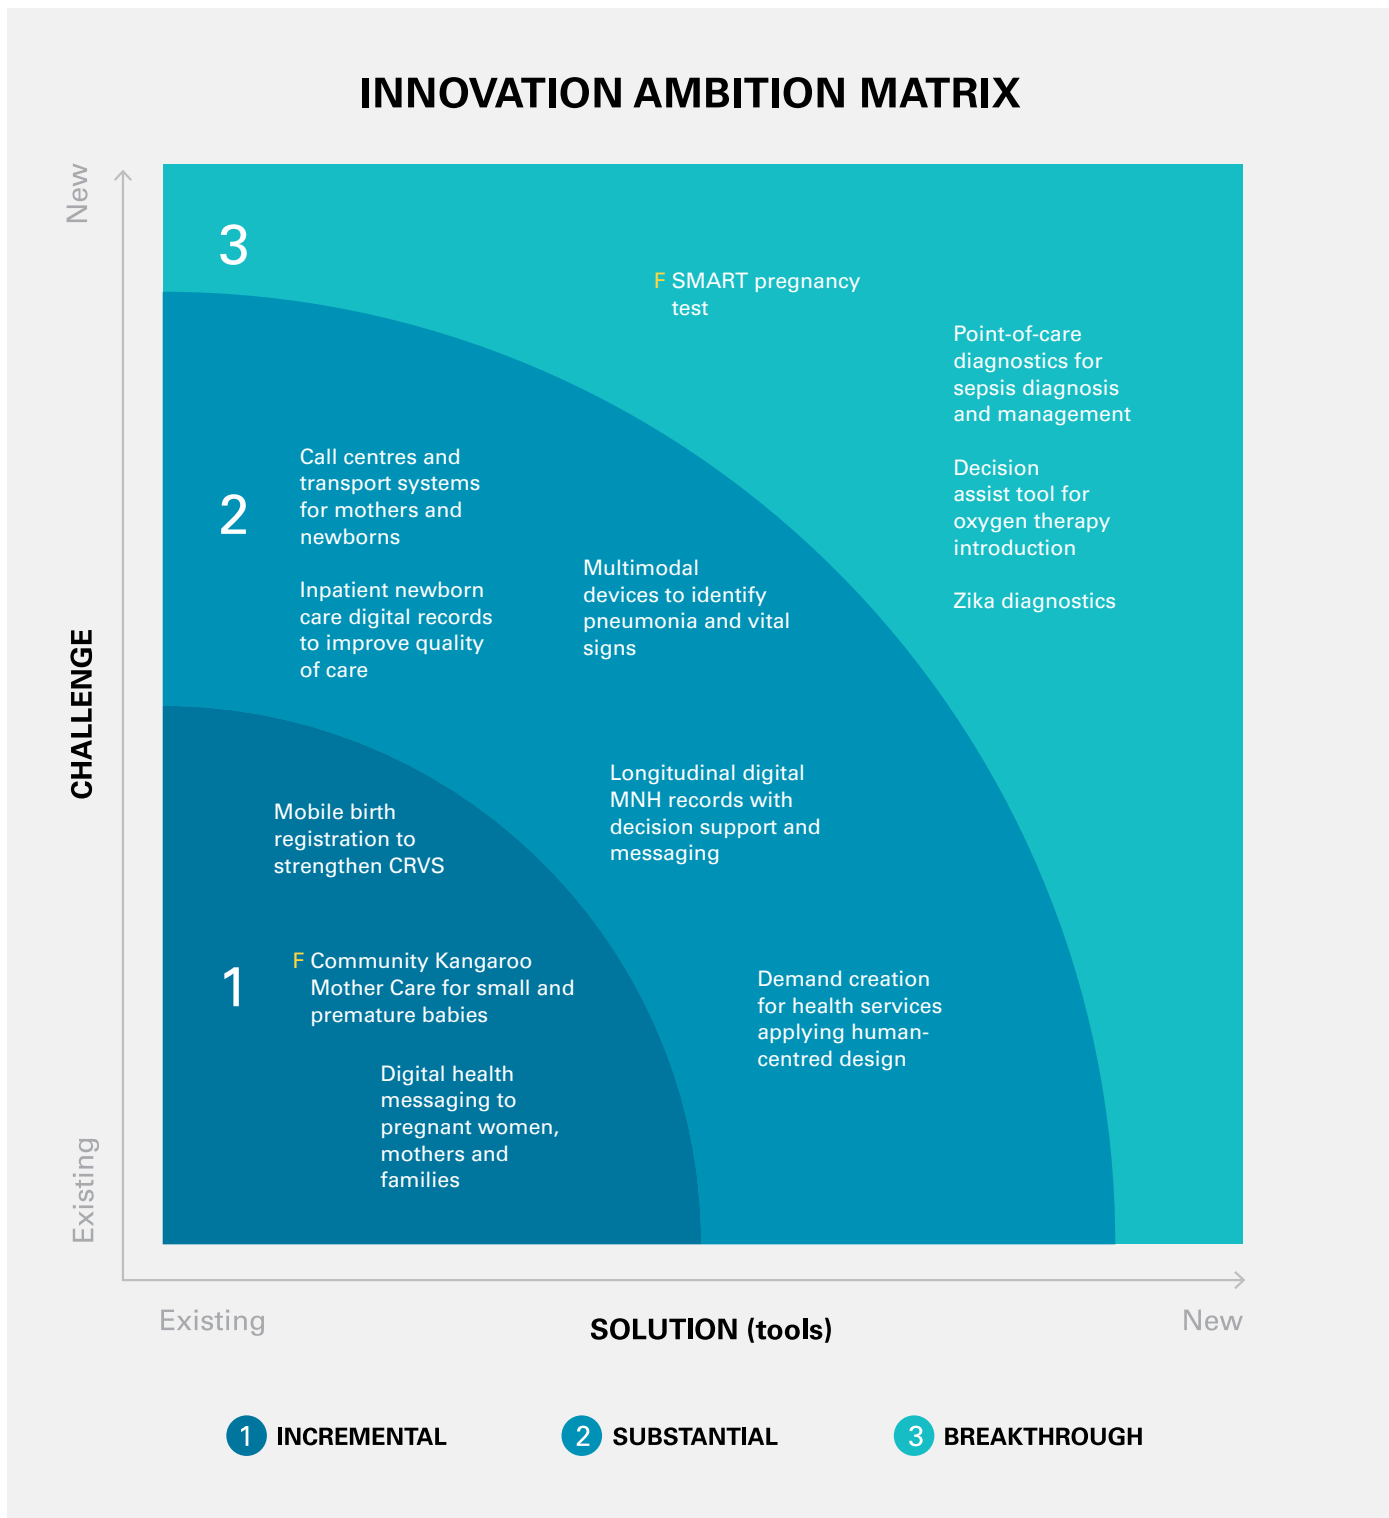 INNOVATION AMBITION MATRIX
New
3
F SMART pregnancy
test
Point-of-care
diagnostics for
sepsis diagnosis
and management
Decision
assist tool for
oxygen therapy
introduction
Zika diagnostics
2
Call centres and
transport systems
for mothers and
newborns
Inpatient newborn
care digital records
to improve quality
of care
Multimodal
devices to identify
pneumonia and vital
signs
CHALLENGE
Longitudinal digital
MNH records with
decision support and
messaging
Mobile birth
registration to
strengthen CRVS
1
F Community Kangaroo
Mother Care for small and
premature babies
Demand creation
for health services
applying human-
centred design
Digital health
messaging to
pregnant women,
mothers and
families
Existing
Existing
SOLUTION (tools)
New
1 INCREMENTAL
2 SUBSTANTIAL
3 BREAKTHROUGH